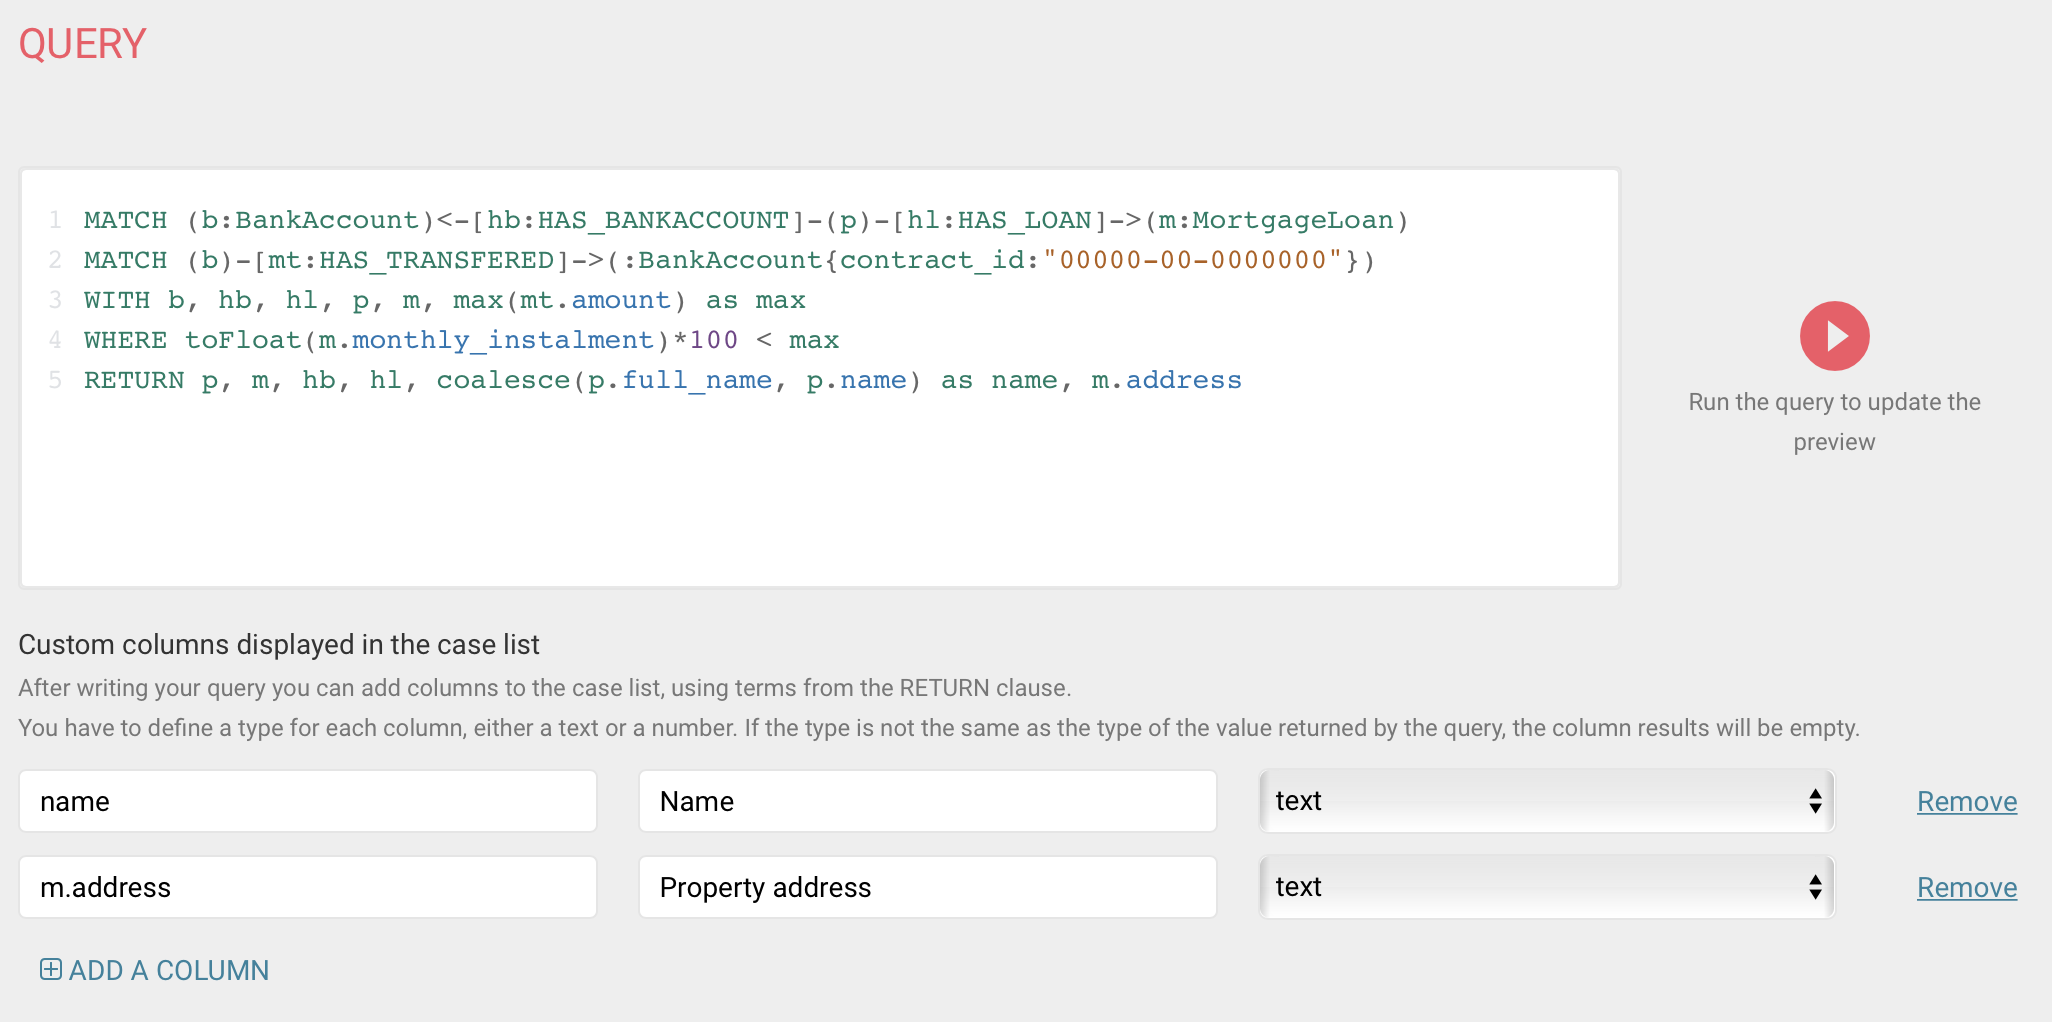 QUERY
1 MATCH (b:BankAccount)<-[hb:HAS_BANKACCOUNT]-(p)-[hl:HAS_LOAN]->(m:MortgageLoan)
2 MATCH (b)-[mt:HAS_TRANSFERED]->(:BankAccount{contract_id:"00000-00-0000000"})
3 WITH b, hb, hl, p, m, max(mt.amount) as max
4 WHERE toFloat(m.monthly_instalment)*100 < max
5 RETURN p, m, hb, hl, coalesce(p.full_name, p.name) as name, m.address
Run the query to update the
preview
Custom columns displayed in the case list
After writing your query you can add columns to the case list, using terms from the RETURN clause.
You have to define a type for each column, either a text or a number. If the type is not the same as the type of the value returned by the query, the column results will be empty.
name Name text Remove
m.address Property address text Remove
ADD A COLUMN